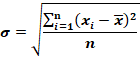 σ = √(∑ⁿᵢ₌₁(xᵢ − x̄)² / n)